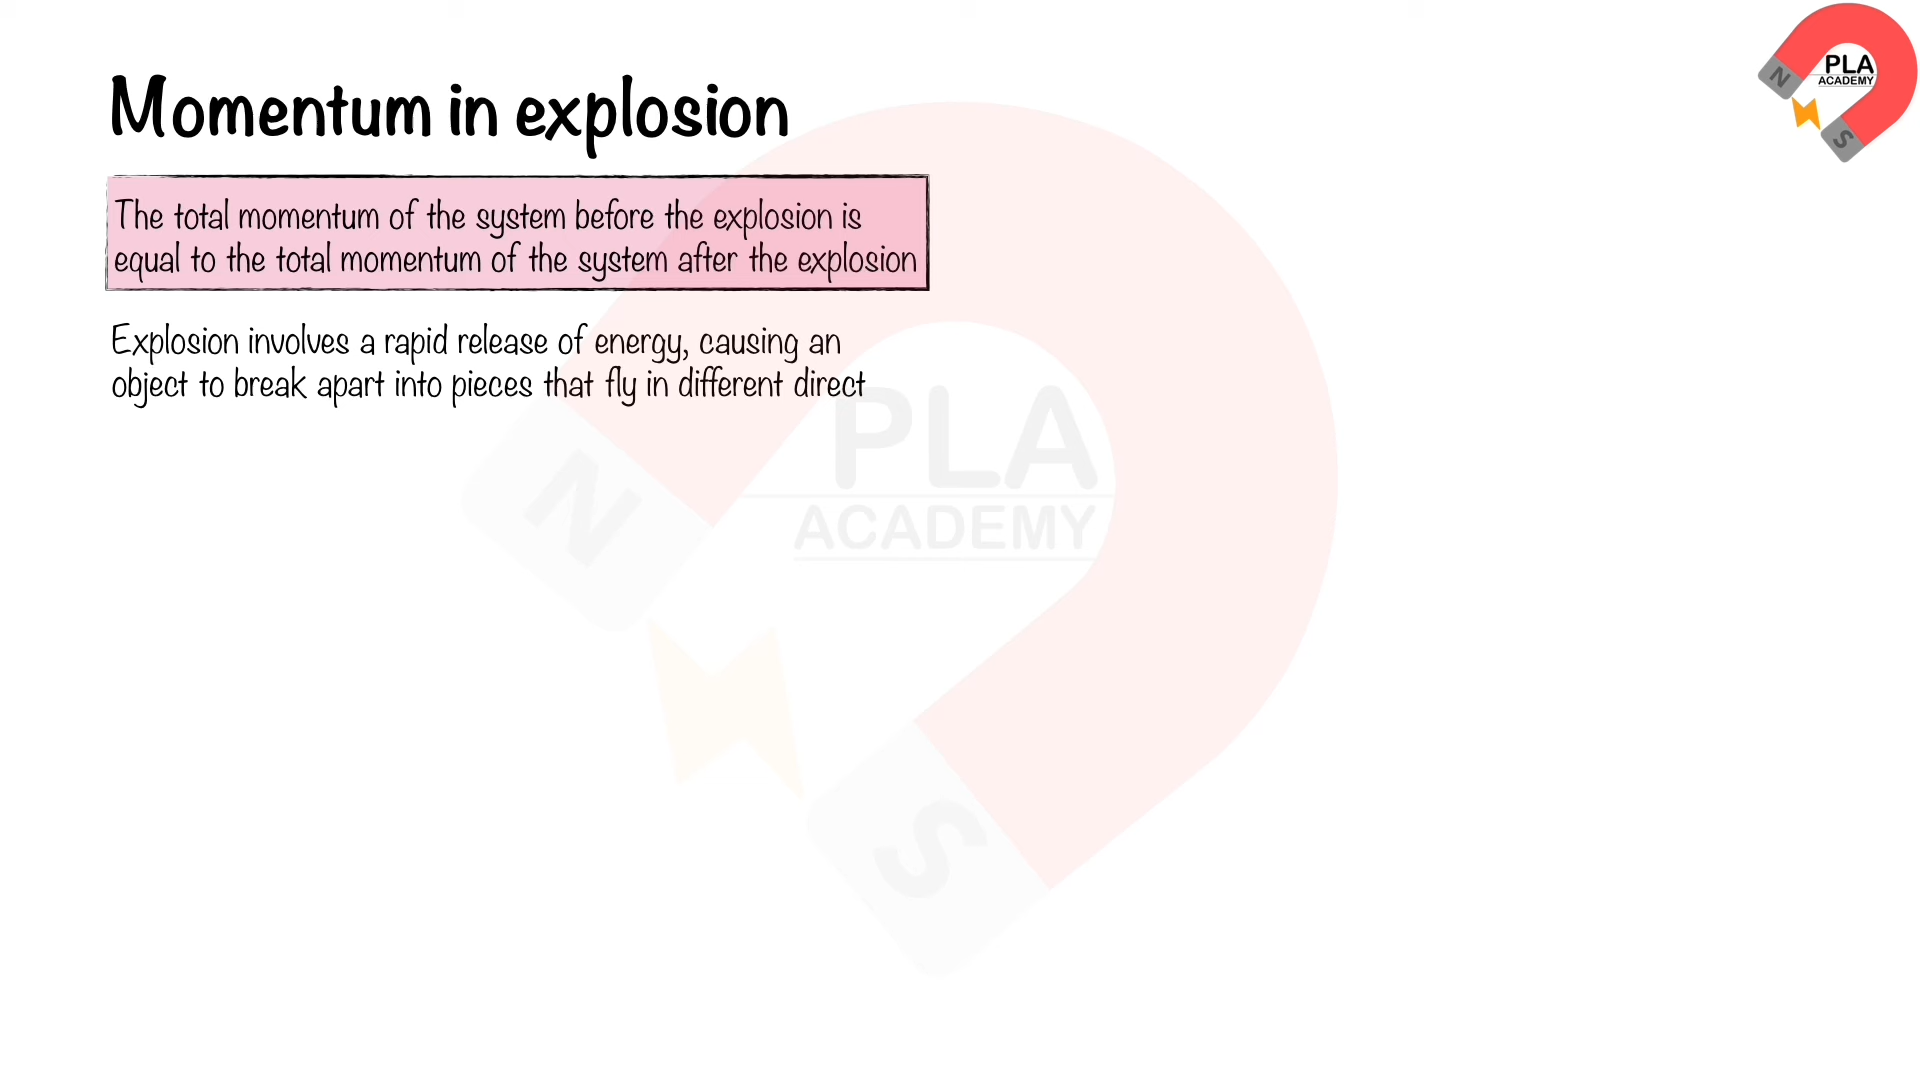 Momentum in explosion
The total momentum of the system before the explosion is
equal to the total momentum of the system after the explosion
Explosion involves a rapid release of energy, causing an
object to break apart into pieces that fly in different direct
PLA
ACADEMY
N
S
PLA
ACADEMY
N
S